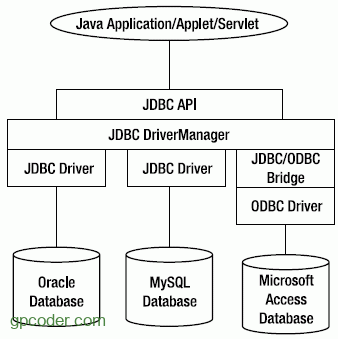 Java Application/Applet/Servlet
JDBC API
JDBC DriverManager
JDBC Driver
JDBC Driver
JDBC/ODBC
Bridge
ODBC Driver
Oracle
Database
MySQL
Database
Microsoft
Access
Database
gpcoder.com